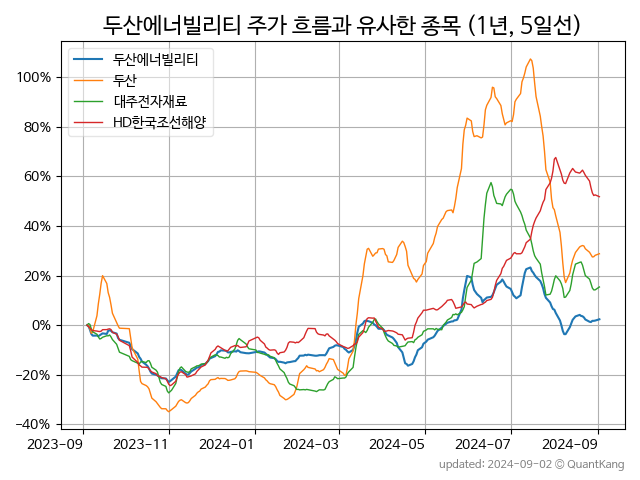 두산에너빌리티 주가 흐름과 유사한 종목 (1년, 5일선)
두산에너빌리티
두산
대주전자재료
HD한국조선해양
100%
80%
60%
40%
20%
0%
−20%
−40%
2023-09 2023-11 2024-01 2024-03 2024-05 2024-07 2024-09
updated: 2024-09-02 © QuantKang